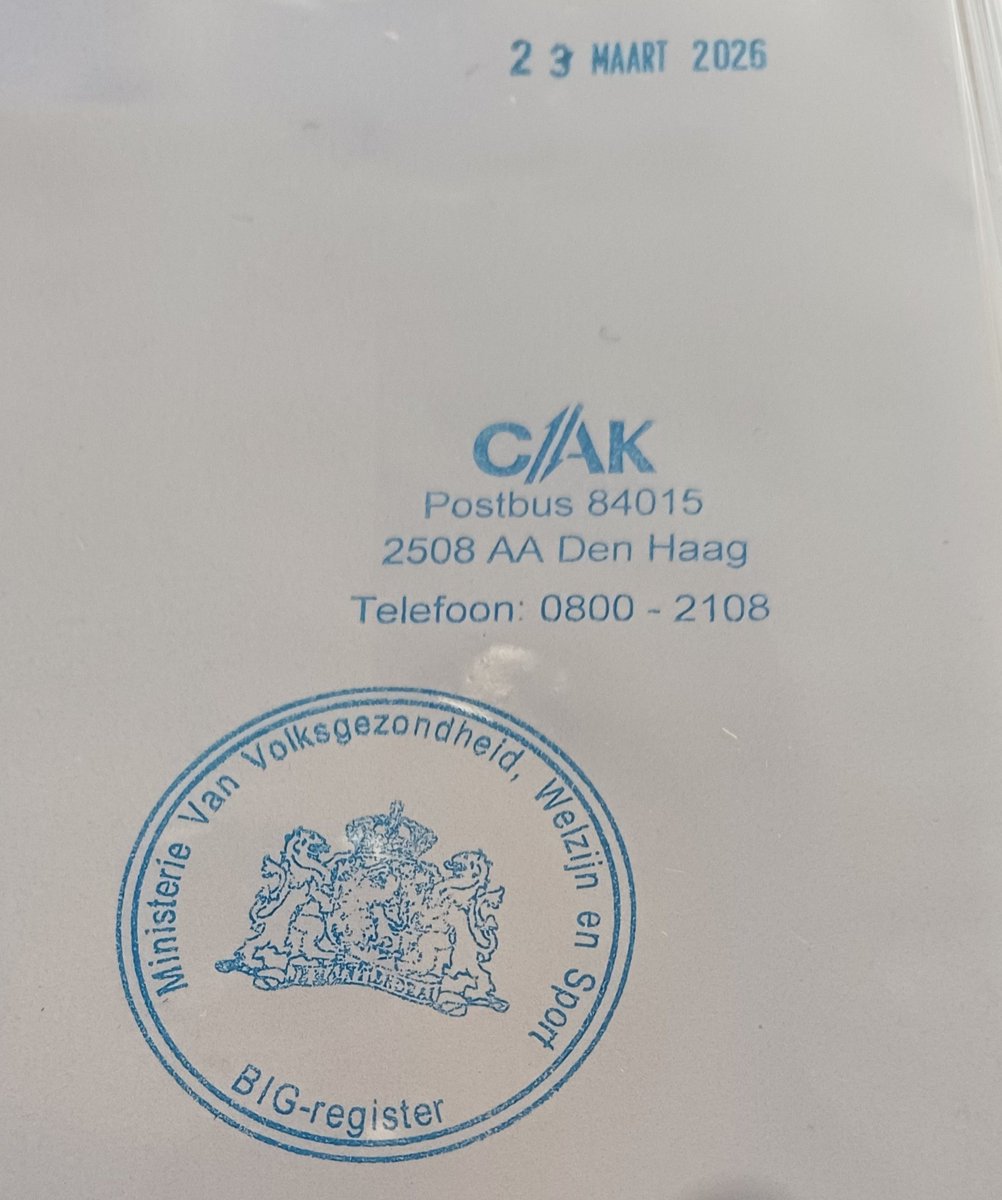 23 MAART 2026
CAK
Postbus 84015
2508 AA Den Haag
Telefoon: 0800 - 2108
Ministerie Van Volksgezondheid, Welzijn en Sport
BIG-register